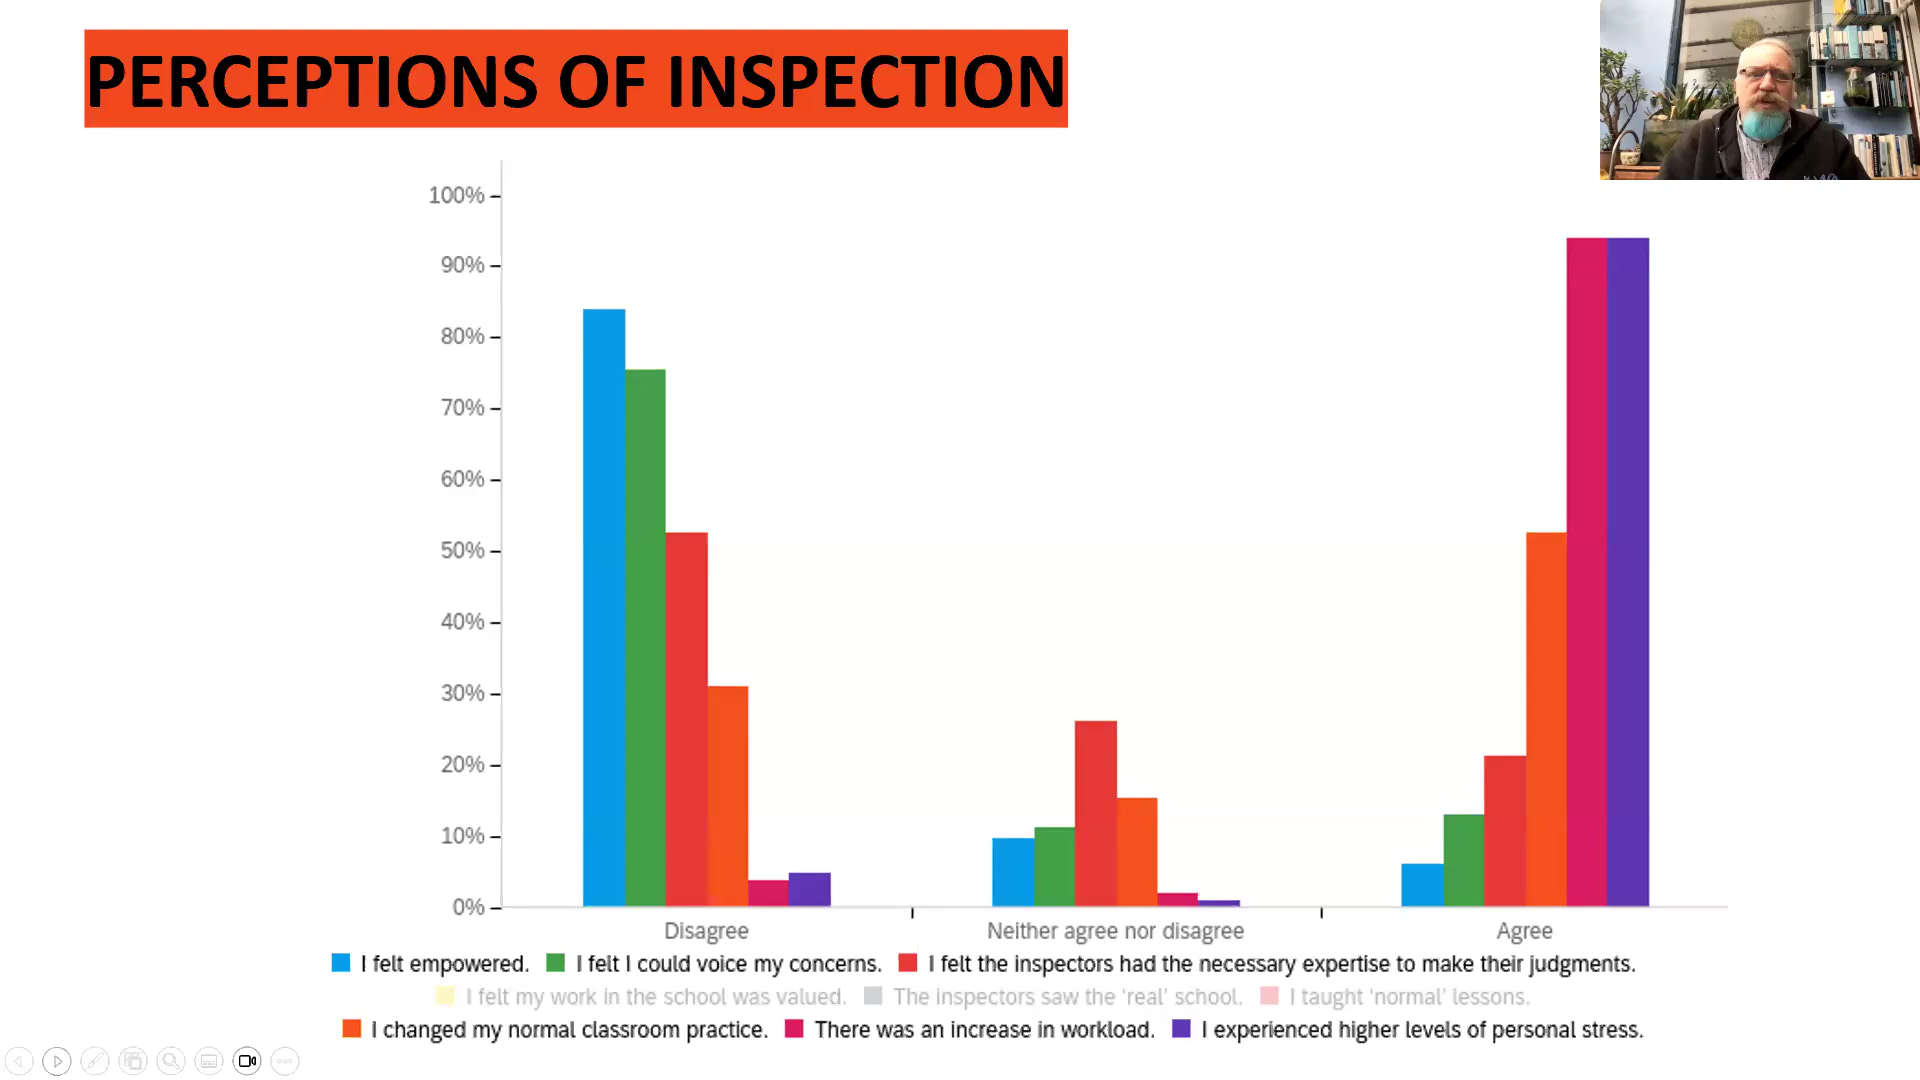 PERCEPTIONS OF INSPECTION
100%
90%
80%
70%
60%
50%
40%
30%
20%
10%
0%
Disagree Neither agree nor disagree Agree
I felt empowered. I felt I could voice my concerns. I felt the inspectors had the necessary expertise to make their judgments.
I felt my work in the school was valued. The inspectors saw the ‘real’ school. I taught ‘normal’ lessons.
I changed my normal classroom practice. There was an increase in workload. I experienced higher levels of personal stress.